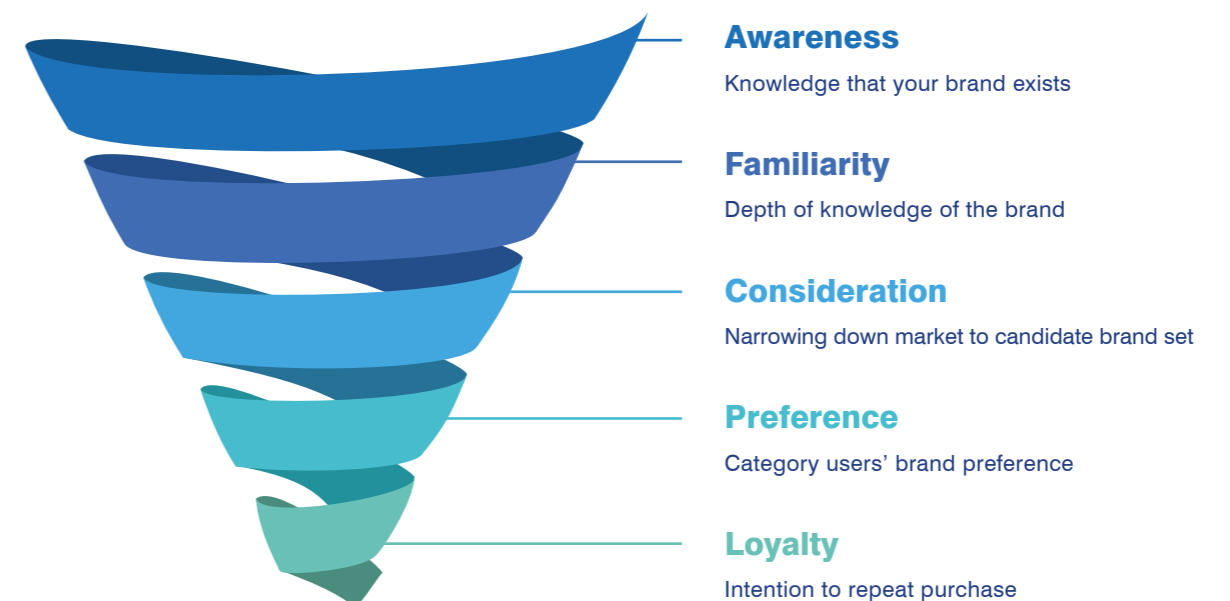 Awareness
Knowledge that your brand exists
Familiarity
Depth of knowledge of the brand
Consideration
Narrowing down market to candidate brand set
Preference
Category users’ brand preference
Loyalty
Intention to repeat purchase